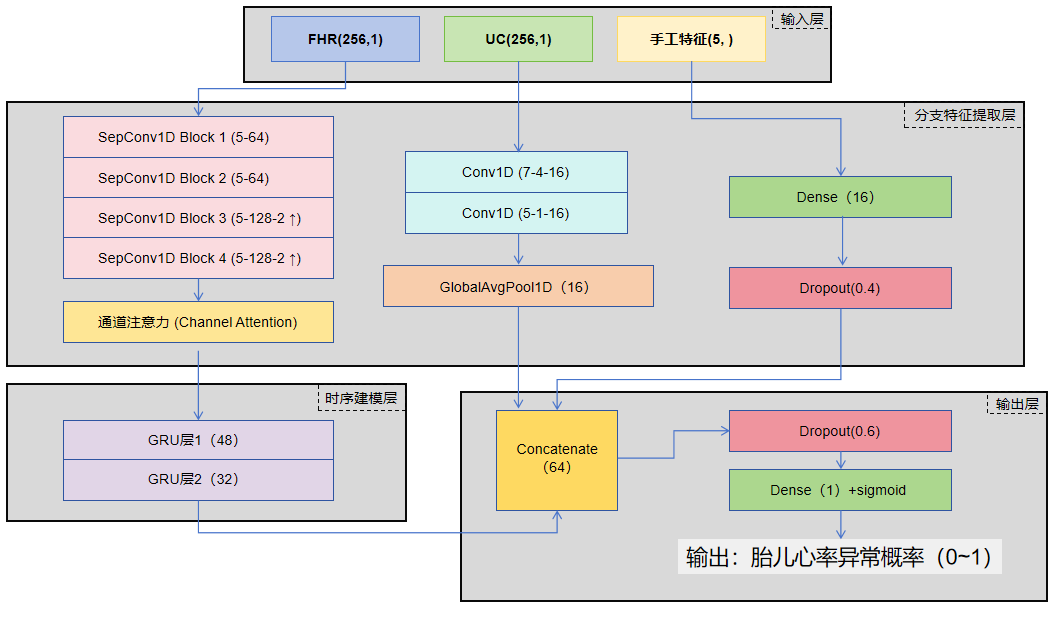 输入层
FHR(256,1)
UC(256,1)
手工特征(5, )
分支特征提取层
SepConv1D Block 1 (5-64)
SepConv1D Block 2 (5-64)
SepConv1D Block 3 (5-128-2 ↑)
SepConv1D Block 4 (5-128-2 ↑)
通道注意力 (Channel Attention)
Conv1D (7-4-16)
Conv1D (5-1-16)
GlobalAvgPool1D（16）
Dense（16）
Dropout(0.4)
时序建模层
GRU层1（48）
GRU层2（32）
输出层
Concatenate
（64）
Dropout(0.6)
Dense（1）+sigmoid
输出：胎儿心率异常概率（0~1）